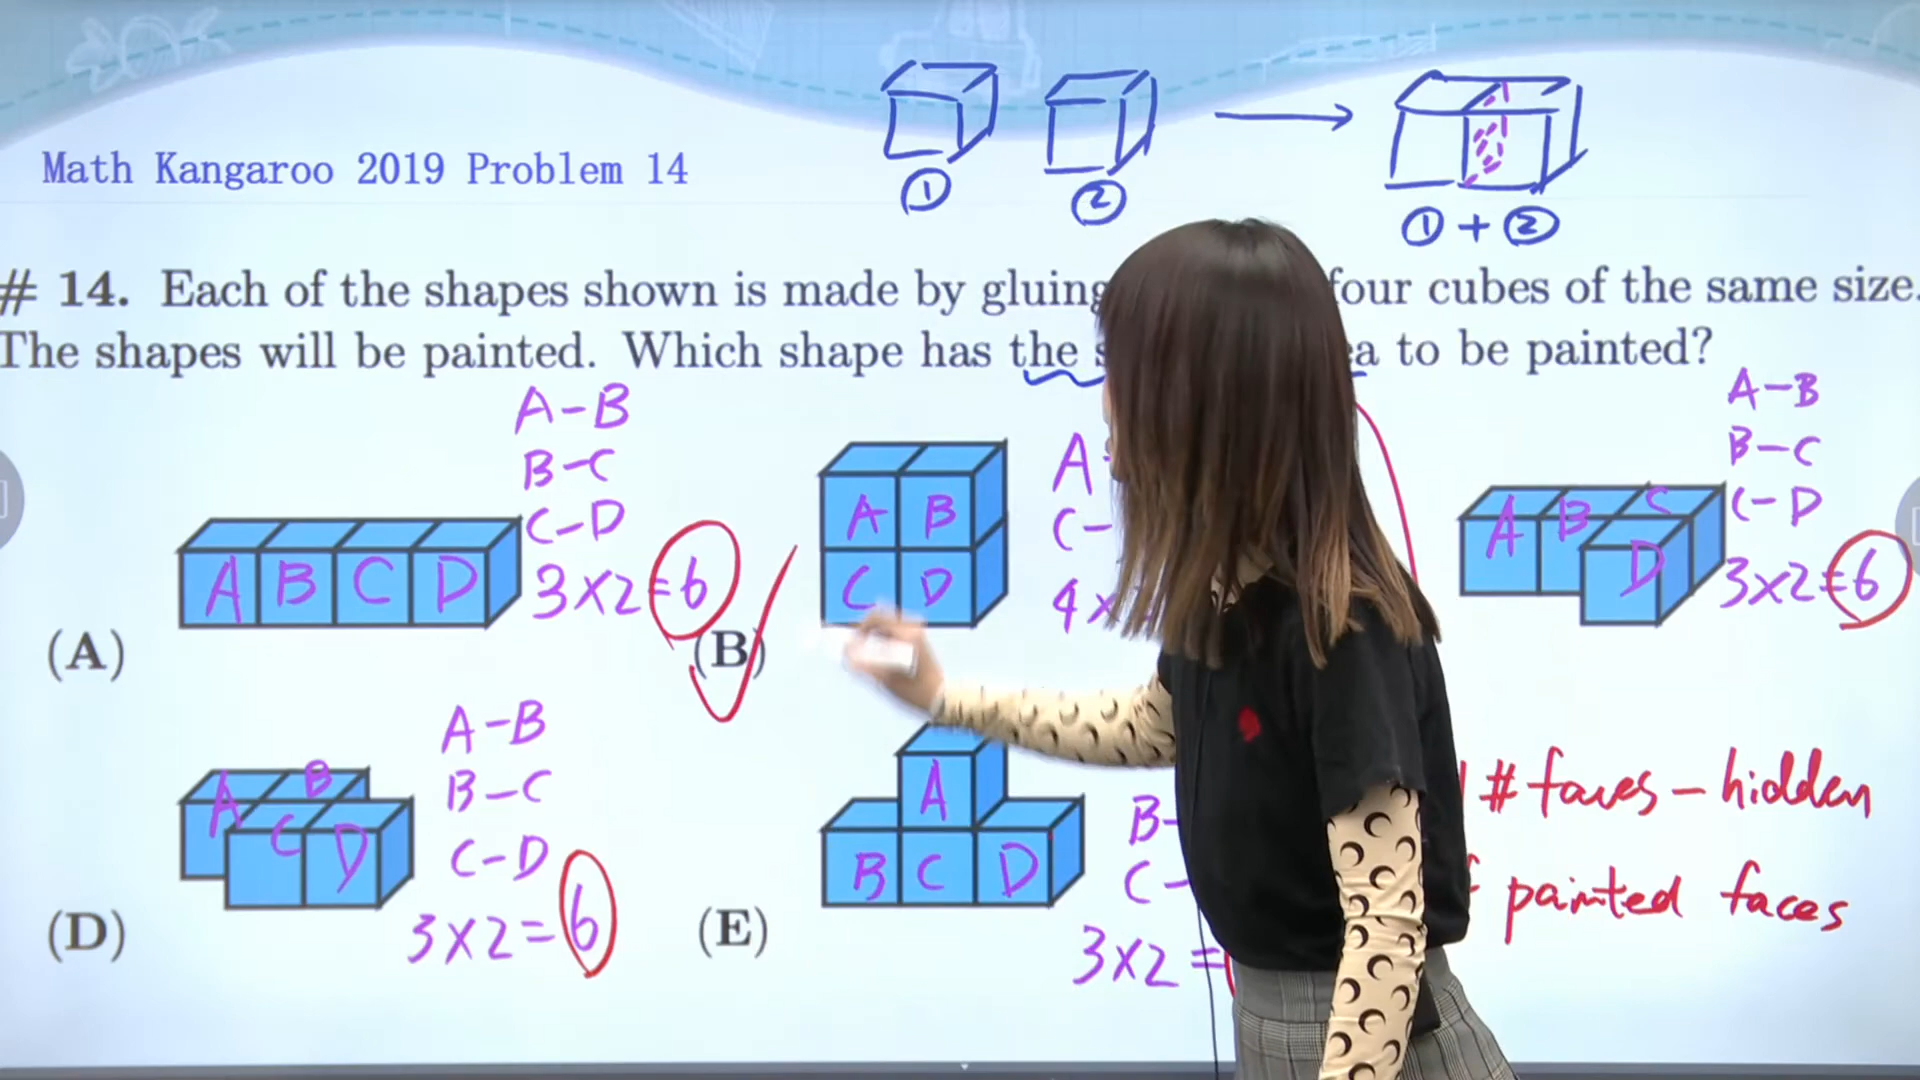 Math Kangaroo 2019 Problem 14
① ② ① + ②
# 14. Each of the shapes shown is made by gluing four cubes of the same size.
The shapes will be painted. Which shape has the to be painted?
A-B
B-C
C-D
3×2=6
A B C D
(A)
A
C-
4×
A B
C D
(B)
A-B
B-C
C-D
3×2=6
A B C
D
A-B
B-C
C-D
3×2=6
A B
C D
(D)
B-
C-
3×2=
A
B C D
(E)
# faces - hidden
painted faces